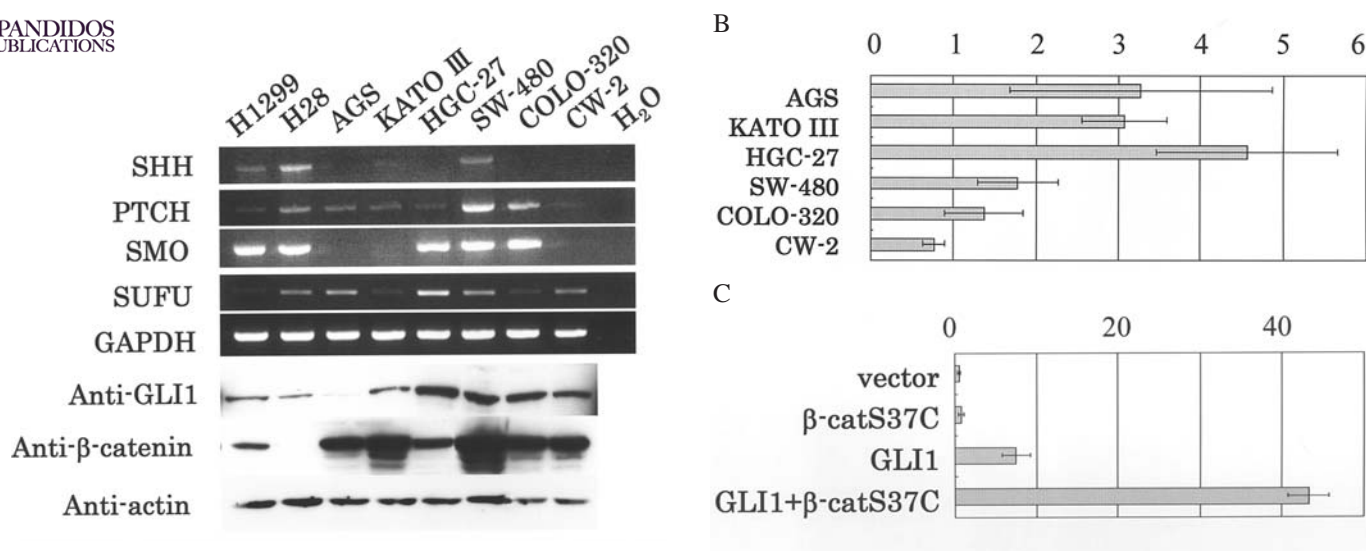 PANDIDOS
UBLICATIONS
H1299 H28 AGS KATO III HGC-27 SW-480 COLO-320 CW-2 H₂O
SHH
PTCH
SMO
SUFU
GAPDH
Anti-GLI1
Anti-β-catenin
Anti-actin
B
0 1 2 3 4 5 6
AGS
KATO III
HGC-27
SW-480
COLO-320
CW-2
C
0 20 40
vector
β-catS37C
GLI1
GLI1+β-catS37C